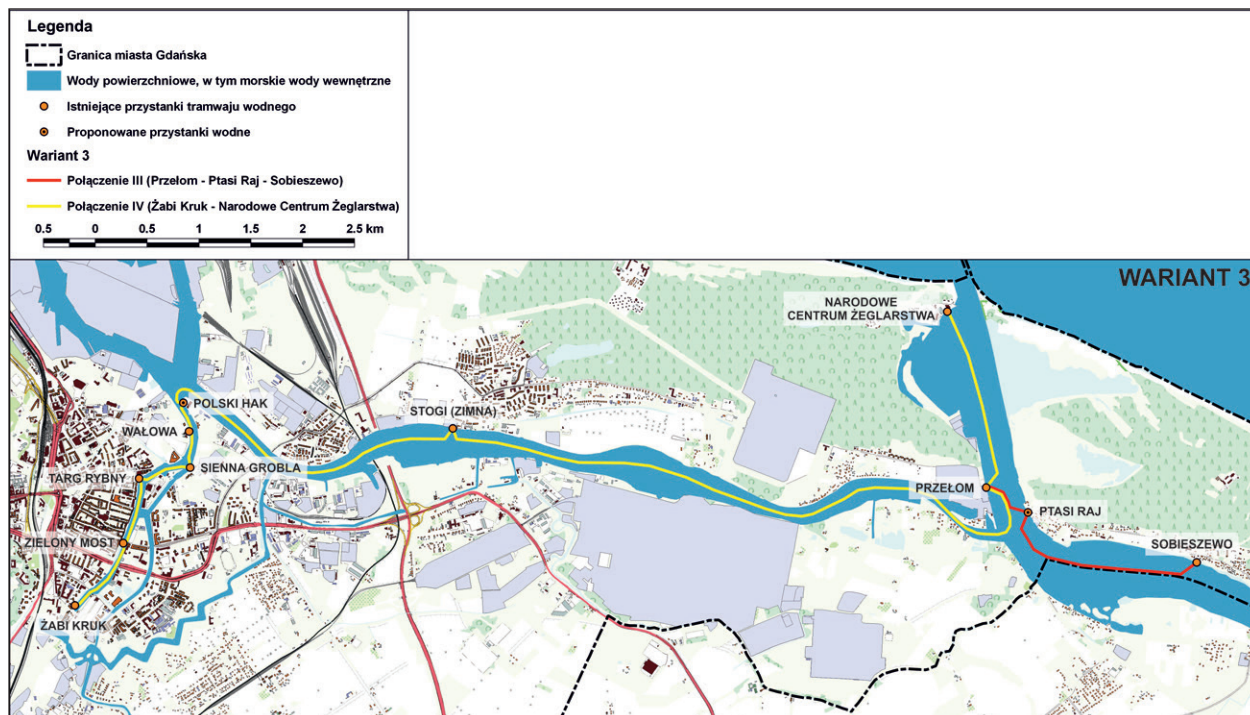 Legenda
Granica miasta Gdańska
Wody powierzchniowe, w tym morskie wody wewnętrzne
Istniejące przystanki tramwaju wodnego
Proponowane przystanki wodne
Wariant 3
Połączenie III (Przełom - Ptasi Raj - Sobieszewo)
Połączenie IV (Żabi Kruk - Narodowe Centrum Żeglarstwa)
0.5 0 0.5 1 1.5 2 2.5 km
WARIANT 3
NARODOWE
CENTRUM ŻEGLARSTWA
POLSKI HAK
STOGI (ZIMNA)
WAŁOWA
SIENNA GROBLA
TARG RYBNY
PRZEŁOM
PTASI RAJ
ZIELONY MOST
SOBIESZEWO
ŻABI KRUK